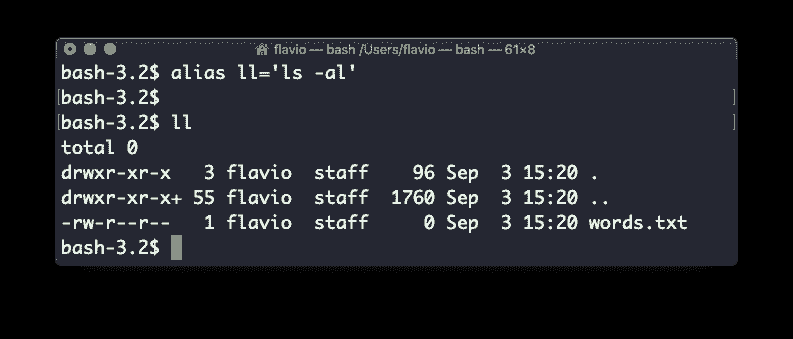 flavio — bash /Users/flavio — bash — 61×8
bash-3.2$ alias ll='ls -al'
bash-3.2$
bash-3.2$ ll
total 0
drwxr-xr-x   3 flavio  staff    96 Sep  3 15:20 .
drwxr-xr-x+ 55 flavio  staff  1760 Sep  3 15:20 ..
-rw-r--r--   1 flavio  staff     0 Sep  3 15:20 words.txt
bash-3.2$